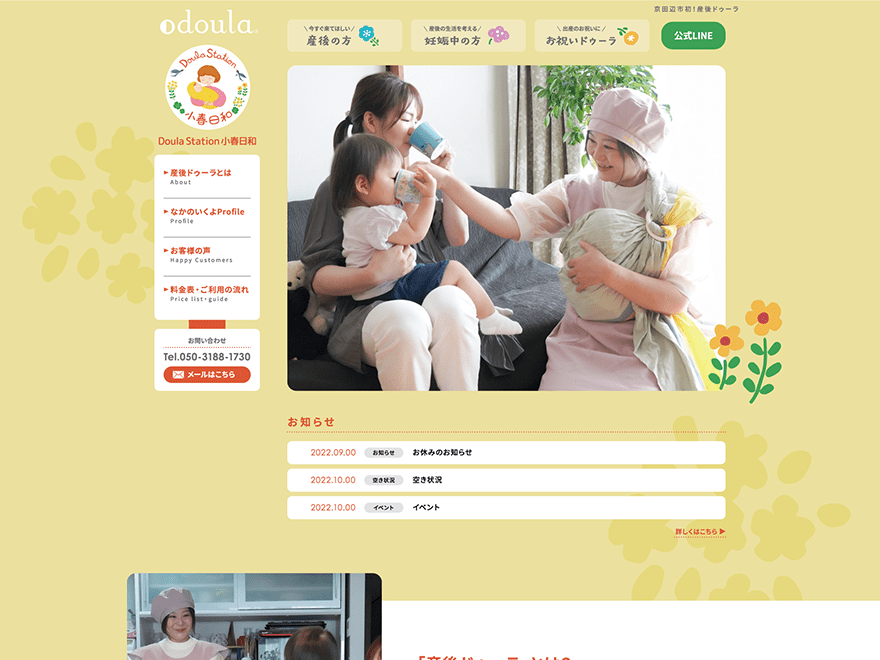 京田辺市初！産後ドゥーラ
doula
\ 今すぐ来てほしい /
産後の方
\ 産後の生活を考える /
妊娠中の方
\ 出産のお祝いに /
お祝いドゥーラ
公式LINE
Doula Station
小春日和
Doula Station 小春日和
産後ドゥーラとは
About
なかのいくよProfile
Profile
お客様の声
Happy Customers
料金表・ご利用の流れ
Price list・guide
お問い合わせ
Tel.050-3188-1730
メールはこちら
お知らせ
2022.09.00 お知らせ お休みのお知らせ
2022.10.00 空き状況 空き状況
2022.10.00 イベント イベント
詳しくはこちら ▶
「産後ドゥーラ」とは？